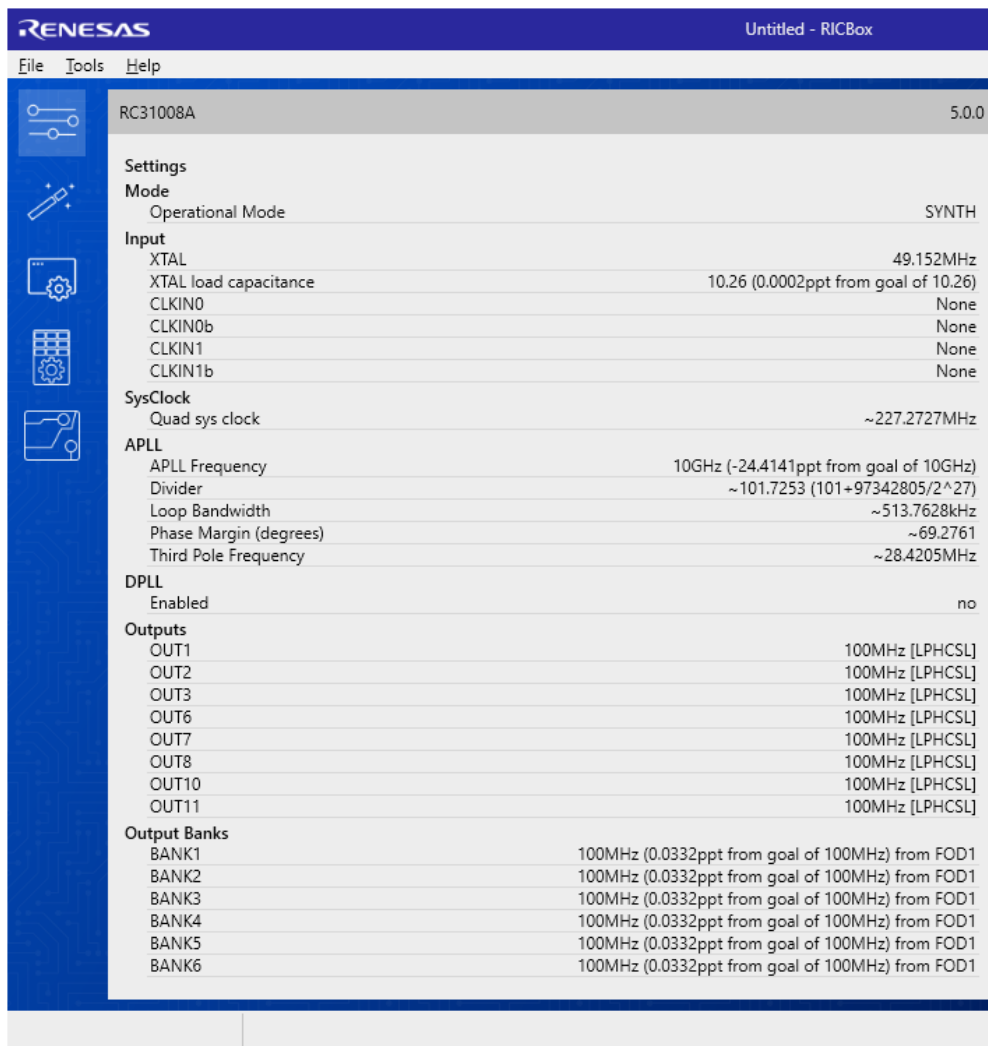 RENESAS Untitled - RICBox
File Tools Help
RC31008A 5.0.0
Settings
Mode
Operational Mode SYNTH
Input
XTAL 49.152MHz
XTAL load capacitance 10.26 (0.0002ppt from goal of 10.26)
CLKIN0 None
CLKIN0b None
CLKIN1 None
CLKIN1b None
SysClock
Quad sys clock ~227.2727MHz
APLL
APLL Frequency 10GHz (-24.4141ppt from goal of 10GHz)
Divider ~101.7253 (101+97342805/2^27)
Loop Bandwidth ~513.7628kHz
Phase Margin (degrees) ~69.2761
Third Pole Frequency ~28.4205MHz
DPLL
Enabled no
Outputs
OUT1 100MHz [LPHCSL]
OUT2 100MHz [LPHCSL]
OUT3 100MHz [LPHCSL]
OUT6 100MHz [LPHCSL]
OUT7 100MHz [LPHCSL]
OUT8 100MHz [LPHCSL]
OUT10 100MHz [LPHCSL]
OUT11 100MHz [LPHCSL]
Output Banks
BANK1 100MHz (0.0332ppt from goal of 100MHz) from FOD1
BANK2 100MHz (0.0332ppt from goal of 100MHz) from FOD1
BANK3 100MHz (0.0332ppt from goal of 100MHz) from FOD1
BANK4 100MHz (0.0332ppt from goal of 100MHz) from FOD1
BANK5 100MHz (0.0332ppt from goal of 100MHz) from FOD1
BANK6 100MHz (0.0332ppt from goal of 100MHz) from FOD1